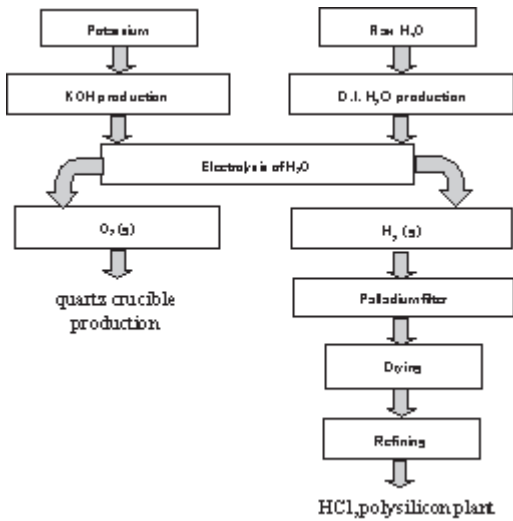 Potassium
Raw H₂O
KOH production
D.I. H₂O production
Electrolysis of H₂O
O₂ (g)
H₂ (g)
quartz crucible
production
Palladium filter
Drying
Refining
HCl, polysilicon plant